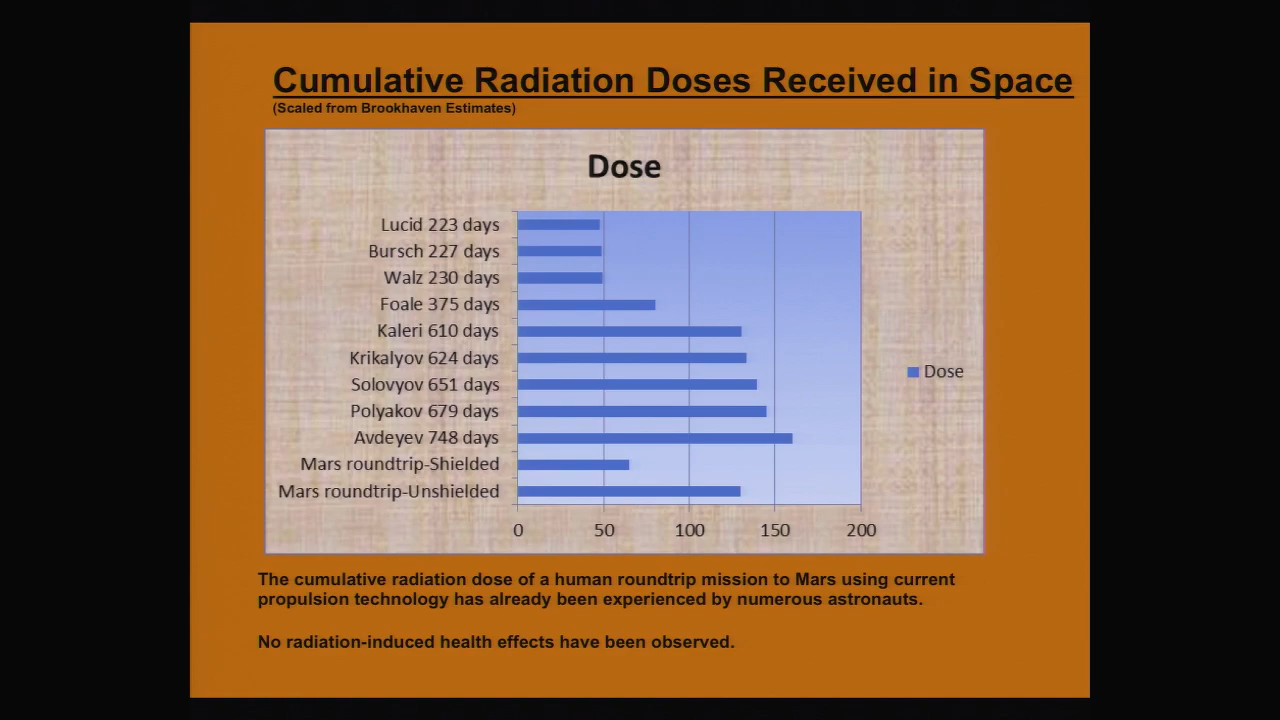 Cumulative Radiation Doses Received in Space
(Scaled from Brookhaven Estimates)
Dose
Lucid 223 days
Bursch 227 days
Walz 230 days
Foale 375 days
Kaleri 610 days
Krikalyov 624 days
Solovyov 651 days
Polyakov 679 days
Avdeyev 748 days
Mars roundtrip-Shielded
Mars roundtrip-Unshielded
0 50 100 150 200
Dose
The cumulative radiation dose of a human roundtrip mission to Mars using current
propulsion technology has already been experienced by numerous astronauts.
No radiation-induced health effects have been observed.